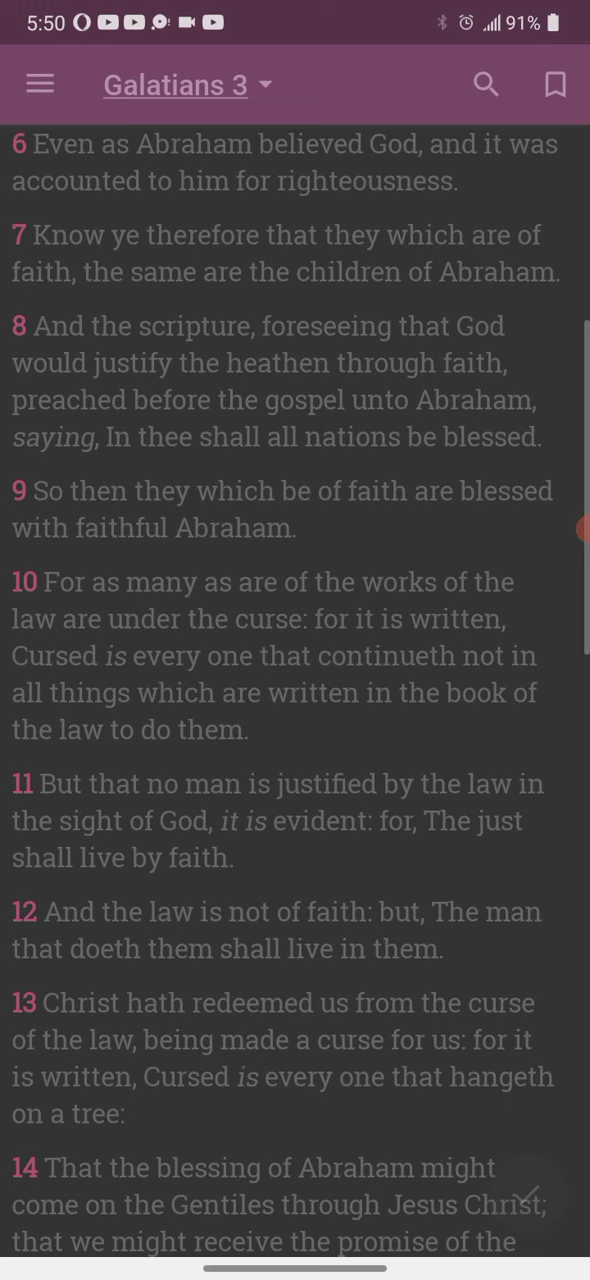 5:50
91%
Galatians 3
6 Even as Abraham believed God, and it was
accounted to him for righteousness.
7 Know ye therefore that they which are of
faith, the same are the children of Abraham.
8 And the scripture, foreseeing that God
would justify the heathen through faith,
preached before the gospel unto Abraham,
saying, In thee shall all nations be blessed.
9 So then they which be of faith are blessed
with faithful Abraham.
10 For as many as are of the works of the
law are under the curse: for it is written,
Cursed is every one that continueth not in
all things which are written in the book of
the law to do them.
11 But that no man is justified by the law in
the sight of God, it is evident: for, The just
shall live by faith.
12 And the law is not of faith: but, The man
that doeth them shall live in them.
13 Christ hath redeemed us from the curse
of the law, being made a curse for us: for it
is written, Cursed is every one that hangeth
on a tree:
14 That the blessing of Abraham might
come on the Gentiles through Jesus Christ;
that we might receive the promise of the